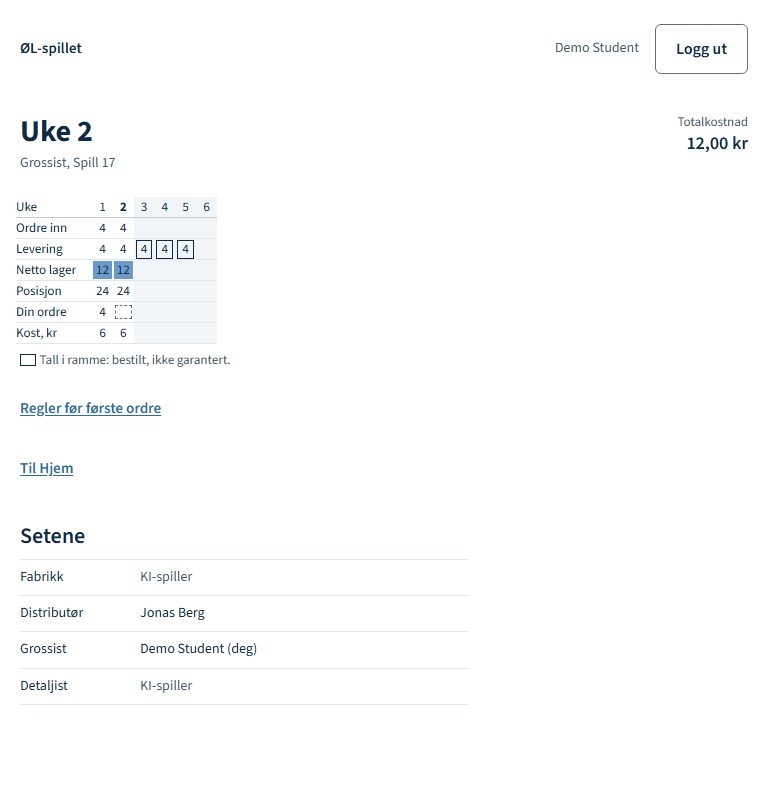 ØL-spillet
Demo Student
Logg ut
Uke 2
Totalkostnad
12,00 kr
Grossist, Spill 17
Uke 1 2 3 4 5 6
Ordre inn 4 4
Levering 4 4 4 4 4
Netto lager 12 12
Posisjon 24 24
Din ordre 4
Kost, kr 6 6
Tall i ramme: bestilt, ikke garantert.
Regler før første ordre
Til Hjem
Setene
Fabrikk KI-spiller
Distributør Jonas Berg
Grossist Demo Student (deg)
Detaljist KI-spiller